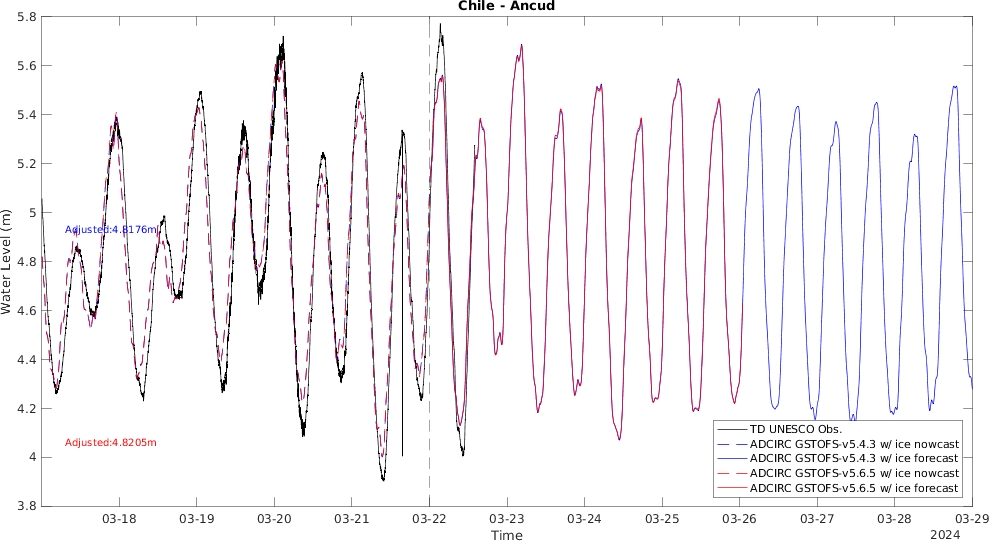 Chile - Ancud
5.8
5.6
5.4
5.2
5
4.8
4.6
4.4
4.2
4
3.8
Water Level (m)
Adjusted:4.8176m
Adjusted:4.8205m
TD UNESCO Obs.
ADCIRC GSTOFS-v5.4.3 w/ ice nowcast
ADCIRC GSTOFS-v5.4.3 w/ ice forecast
ADCIRC GSTOFS-v5.6.5 w/ ice nowcast
ADCIRC GSTOFS-v5.6.5 w/ ice forecast
03-18 03-19 03-20 03-21 03-22 03-23 03-24 03-25 03-26 03-27 03-28 03-29
Time
2024